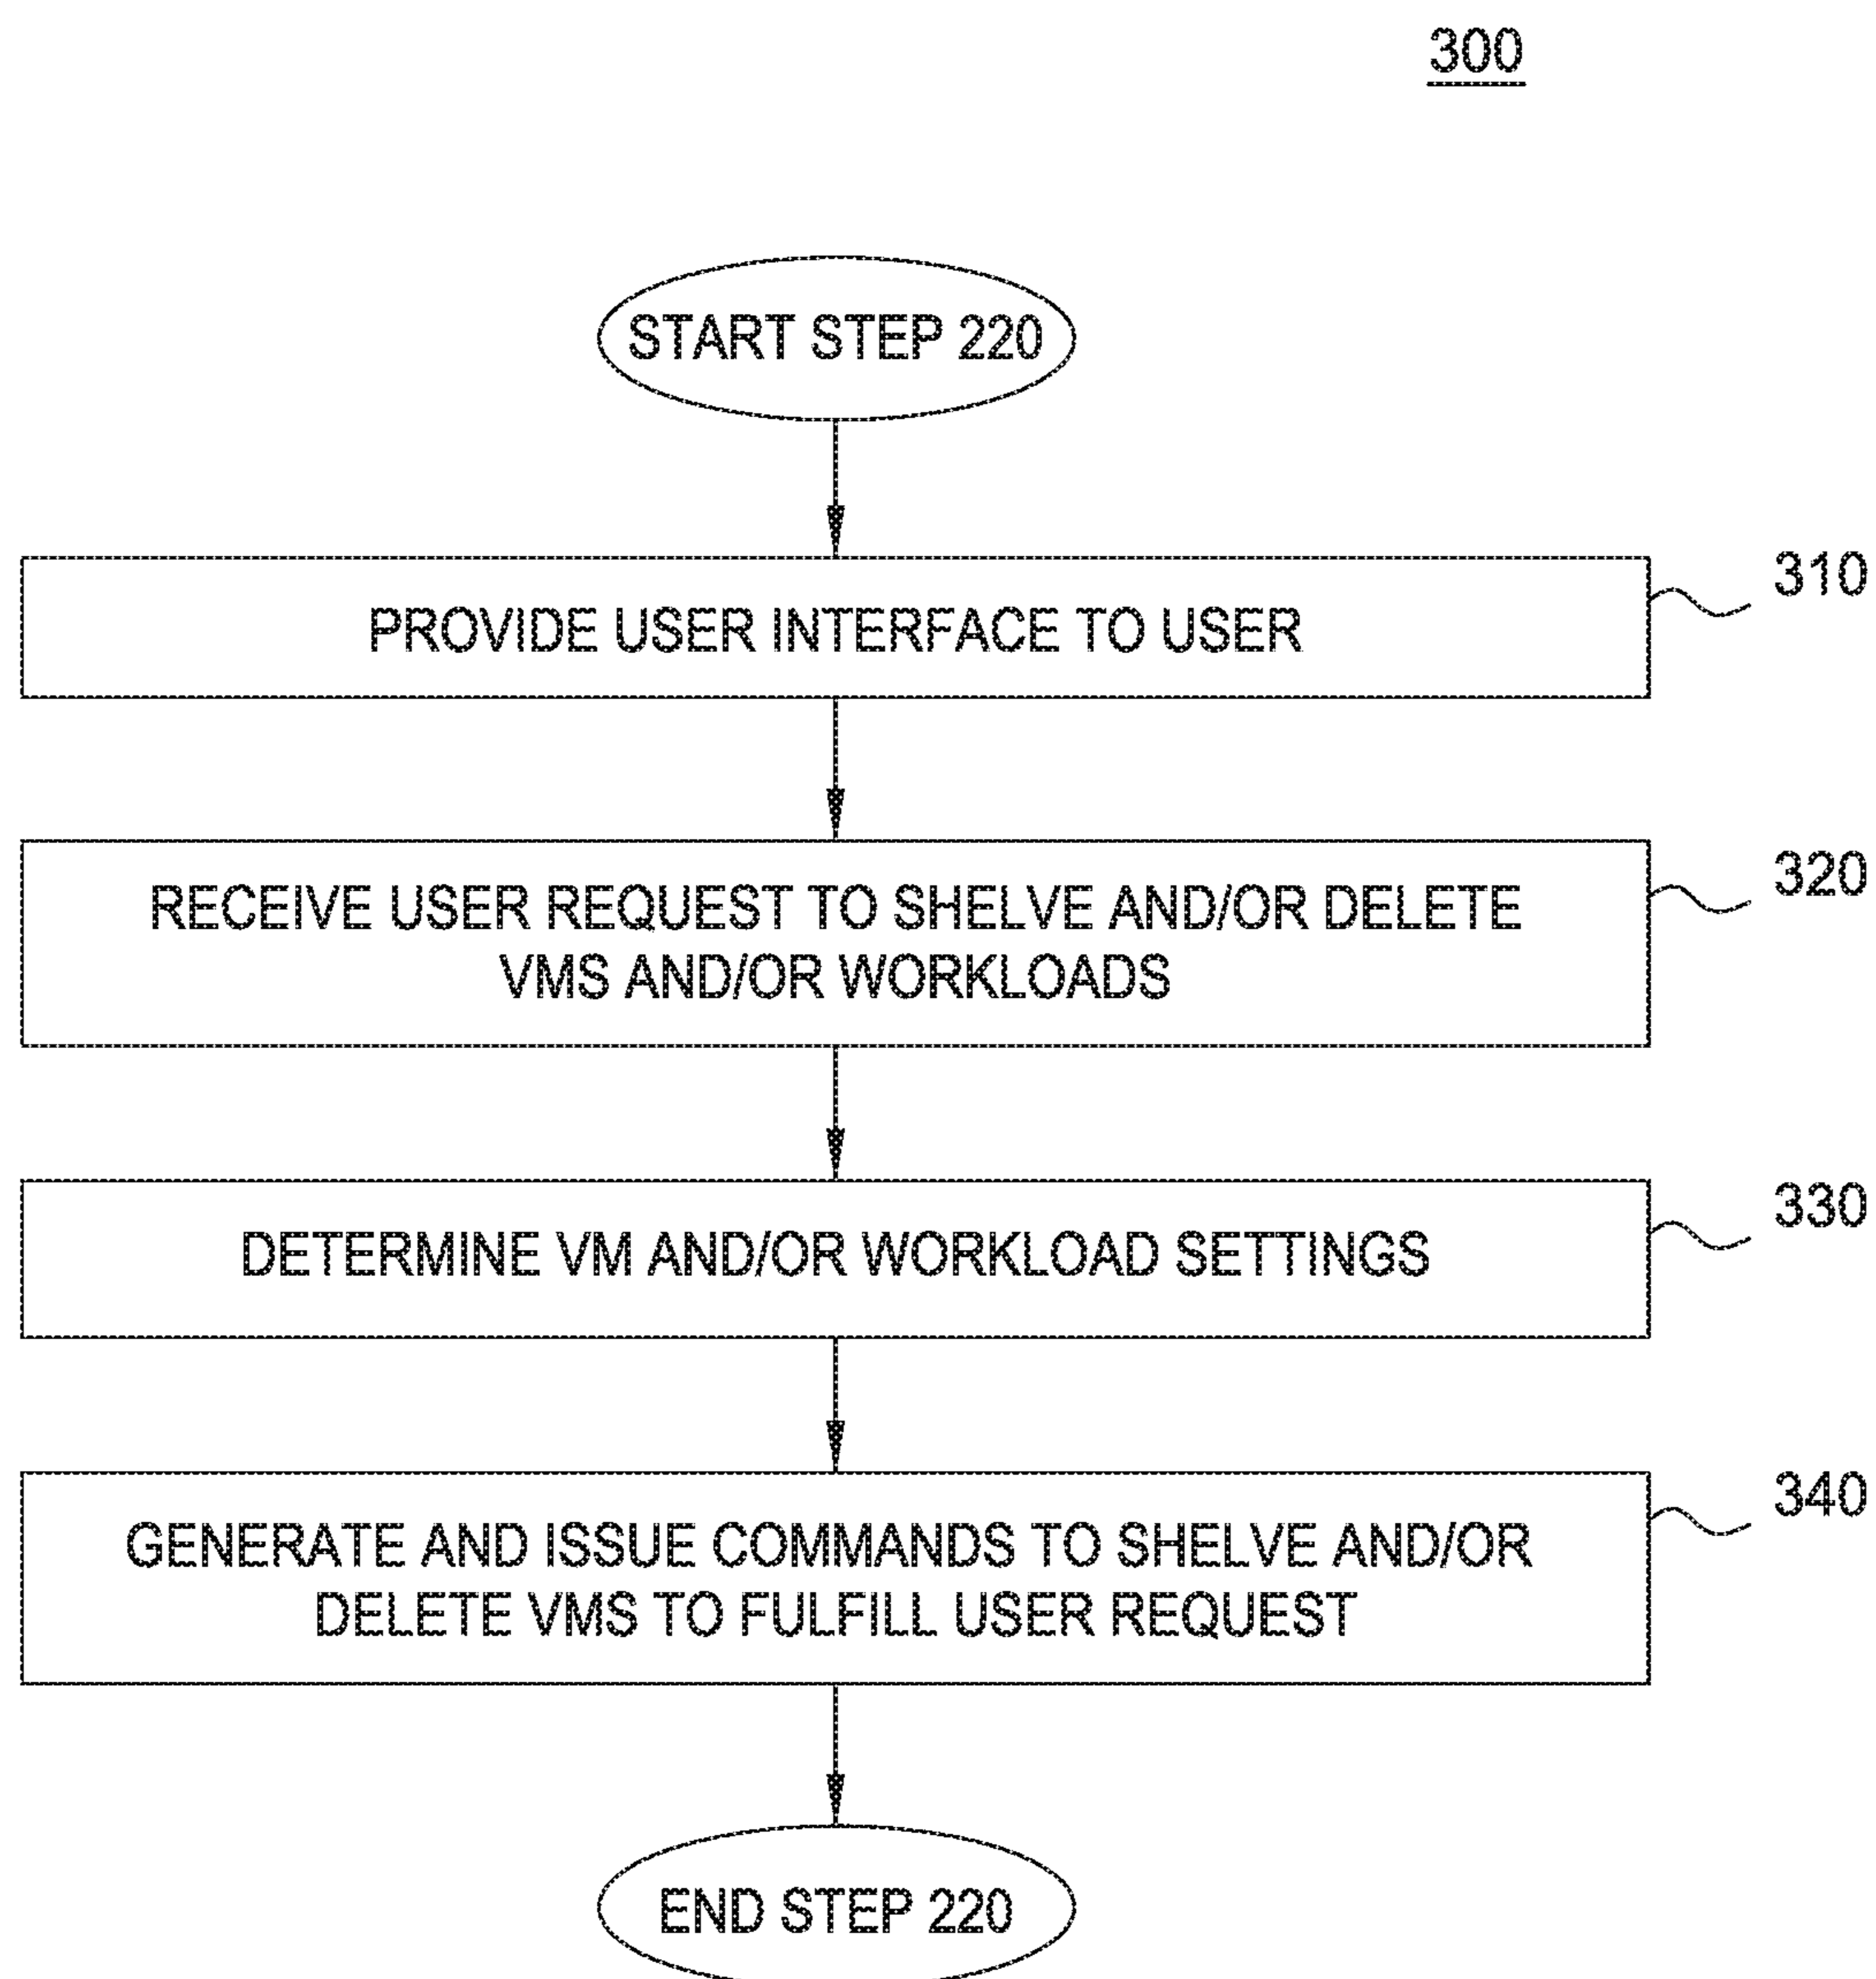 300
START STEP 220
310
PROVIDE USER INTERFACE TO USER
320
RECEIVE USER REQUEST TO SHELVE AND/OR DELETE
VMS AND/OR WORKLOADS
330
DETERMINE VM AND/OR WORKLOAD SETTINGS
340
GENERATE AND ISSUE COMMANDS TO SHELVE AND/OR
DELETE VMS TO FULFILL USER REQUEST
END STEP 220